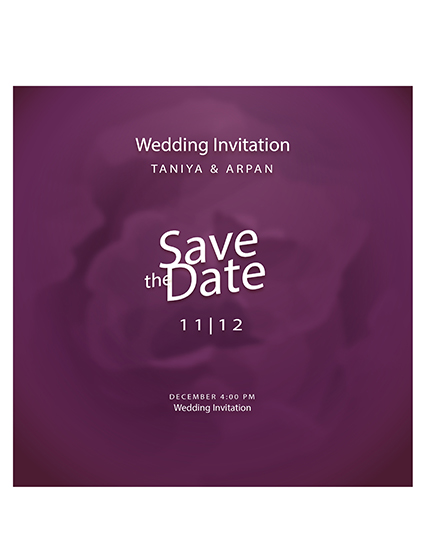 Wedding Invitation
TANIYA & ARPAN
Save
the Date
11|12
DECEMBER 4:00 PM
Wedding Invitation